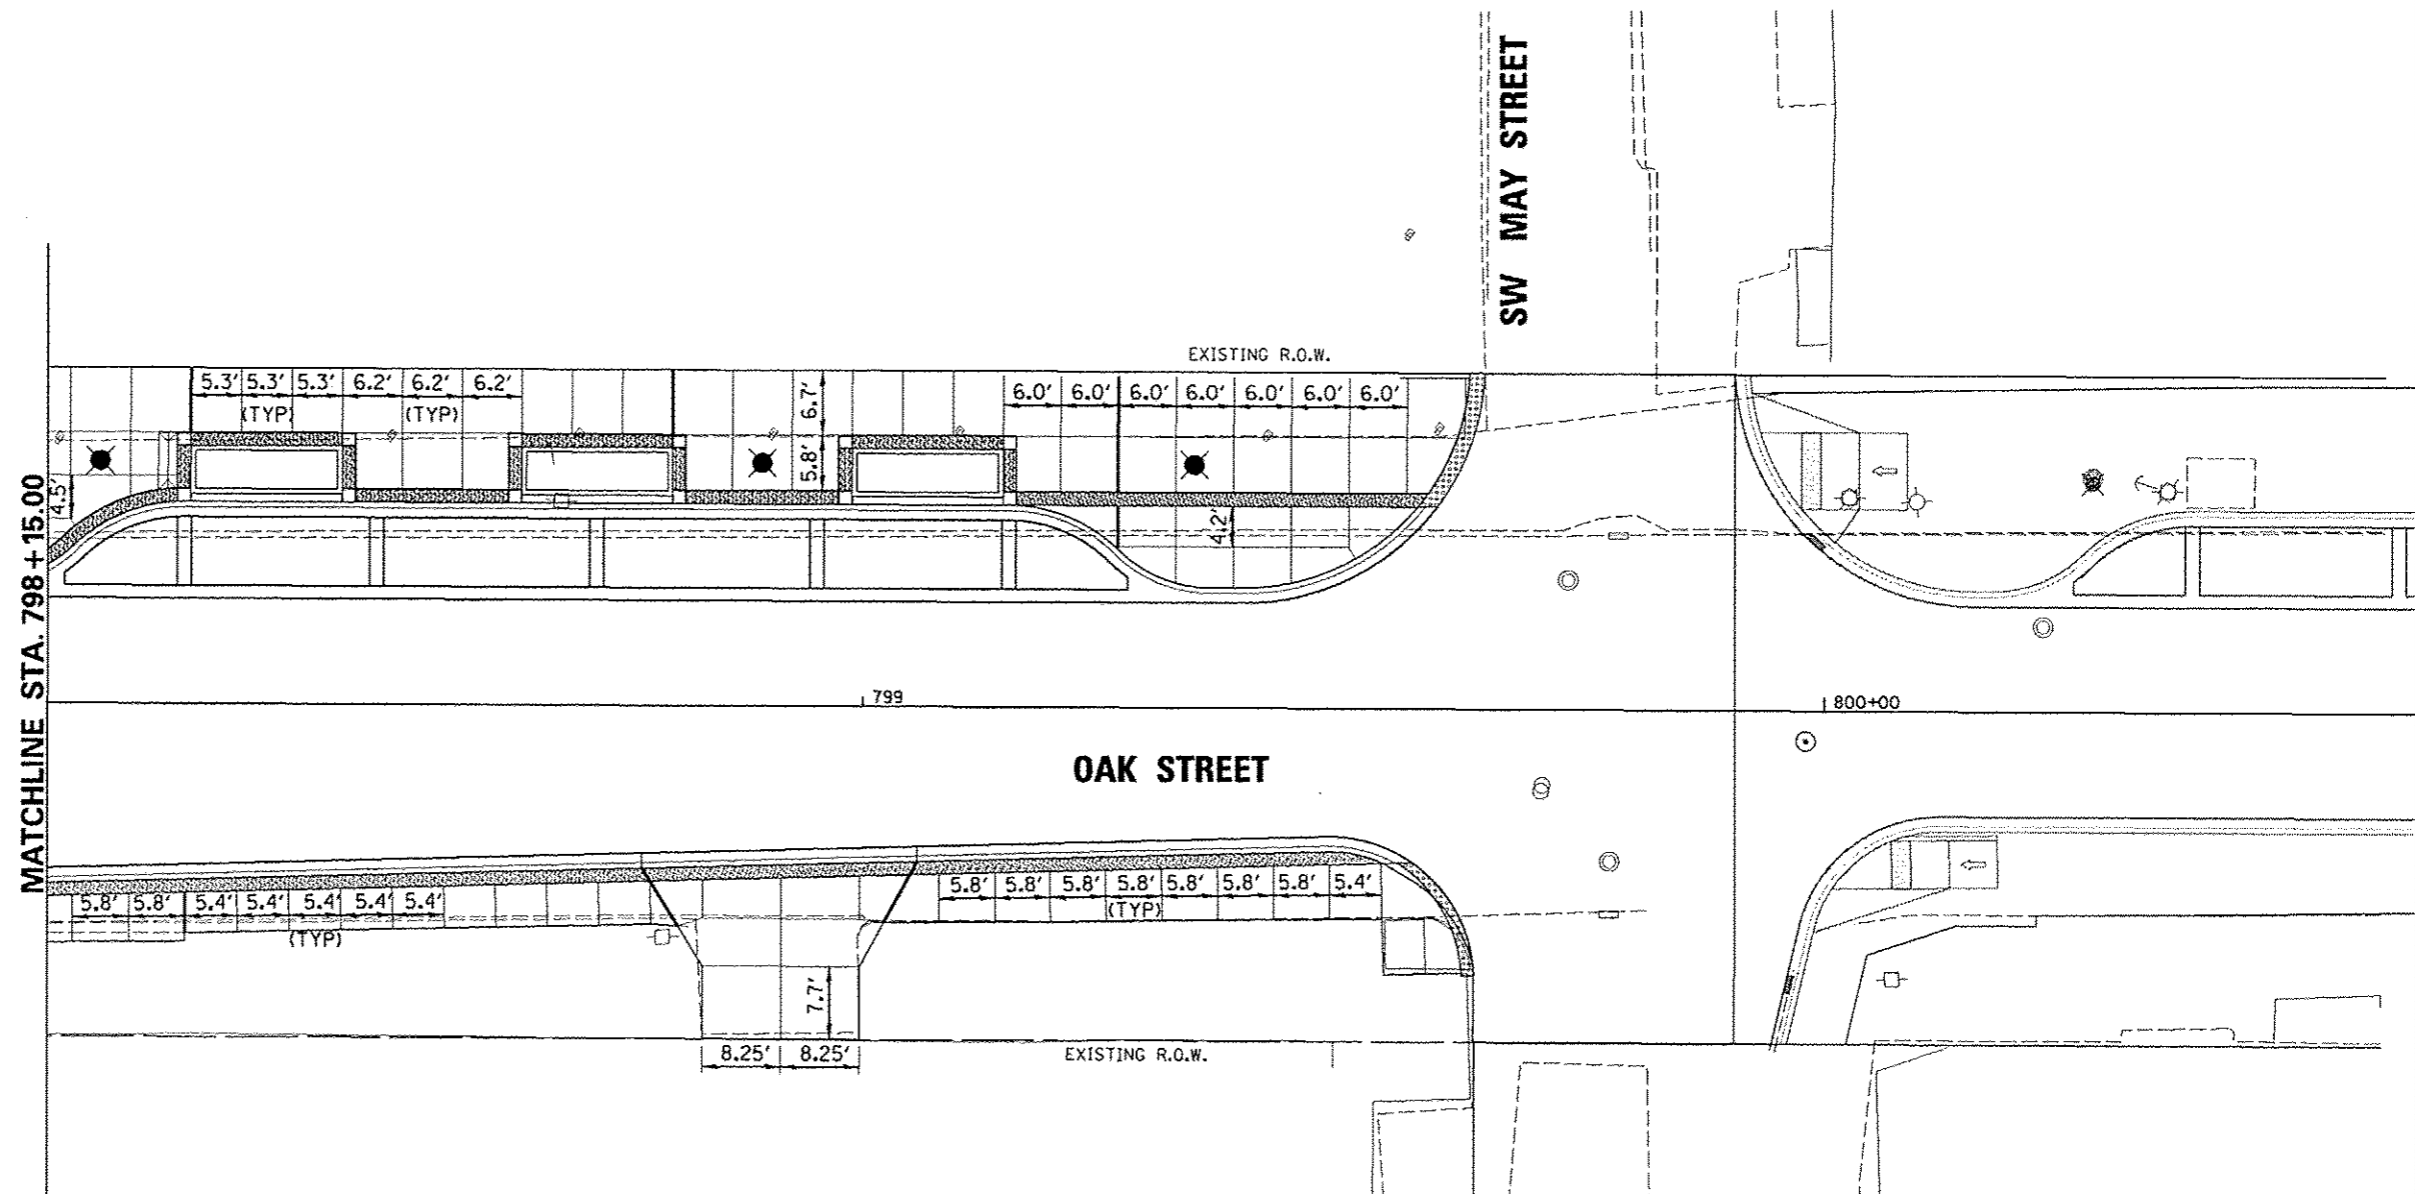 SW MAY STREET
EXISTING R.O.W.
5.3' 5.3' 5.3' 6.2' 6.2' 6.2'
(TYP) (TYP)
6.7'
6.0' 6.0' 6.0' 6.0' 6.0' 6.0' 6.0'
5.8'
4.5'
4.2'
MATCHLINE STA. 798+15.00
799
800+00
OAK STREET
5.8' 5.8' 5.4' 5.4' 5.4' 5.4' 5.4'
(TYP)
5.8' 5.8' 5.8' 5.8' 5.8' 5.8' 5.8' 5.4'
(TYP)
7.7'
8.25' 8.25'
EXISTING R.O.W.